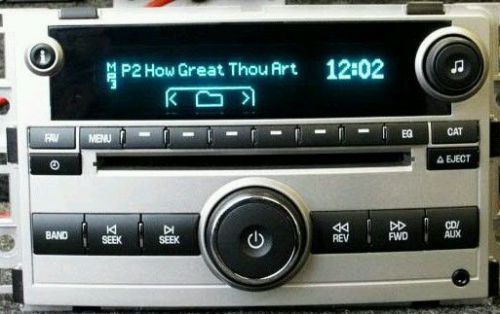 i
MP3 P2 How Great Thou Art 12:02
< >
FAV MENU EQ CAT
EJECT
BAND SEEK SEEK REV FWD CD/AUX